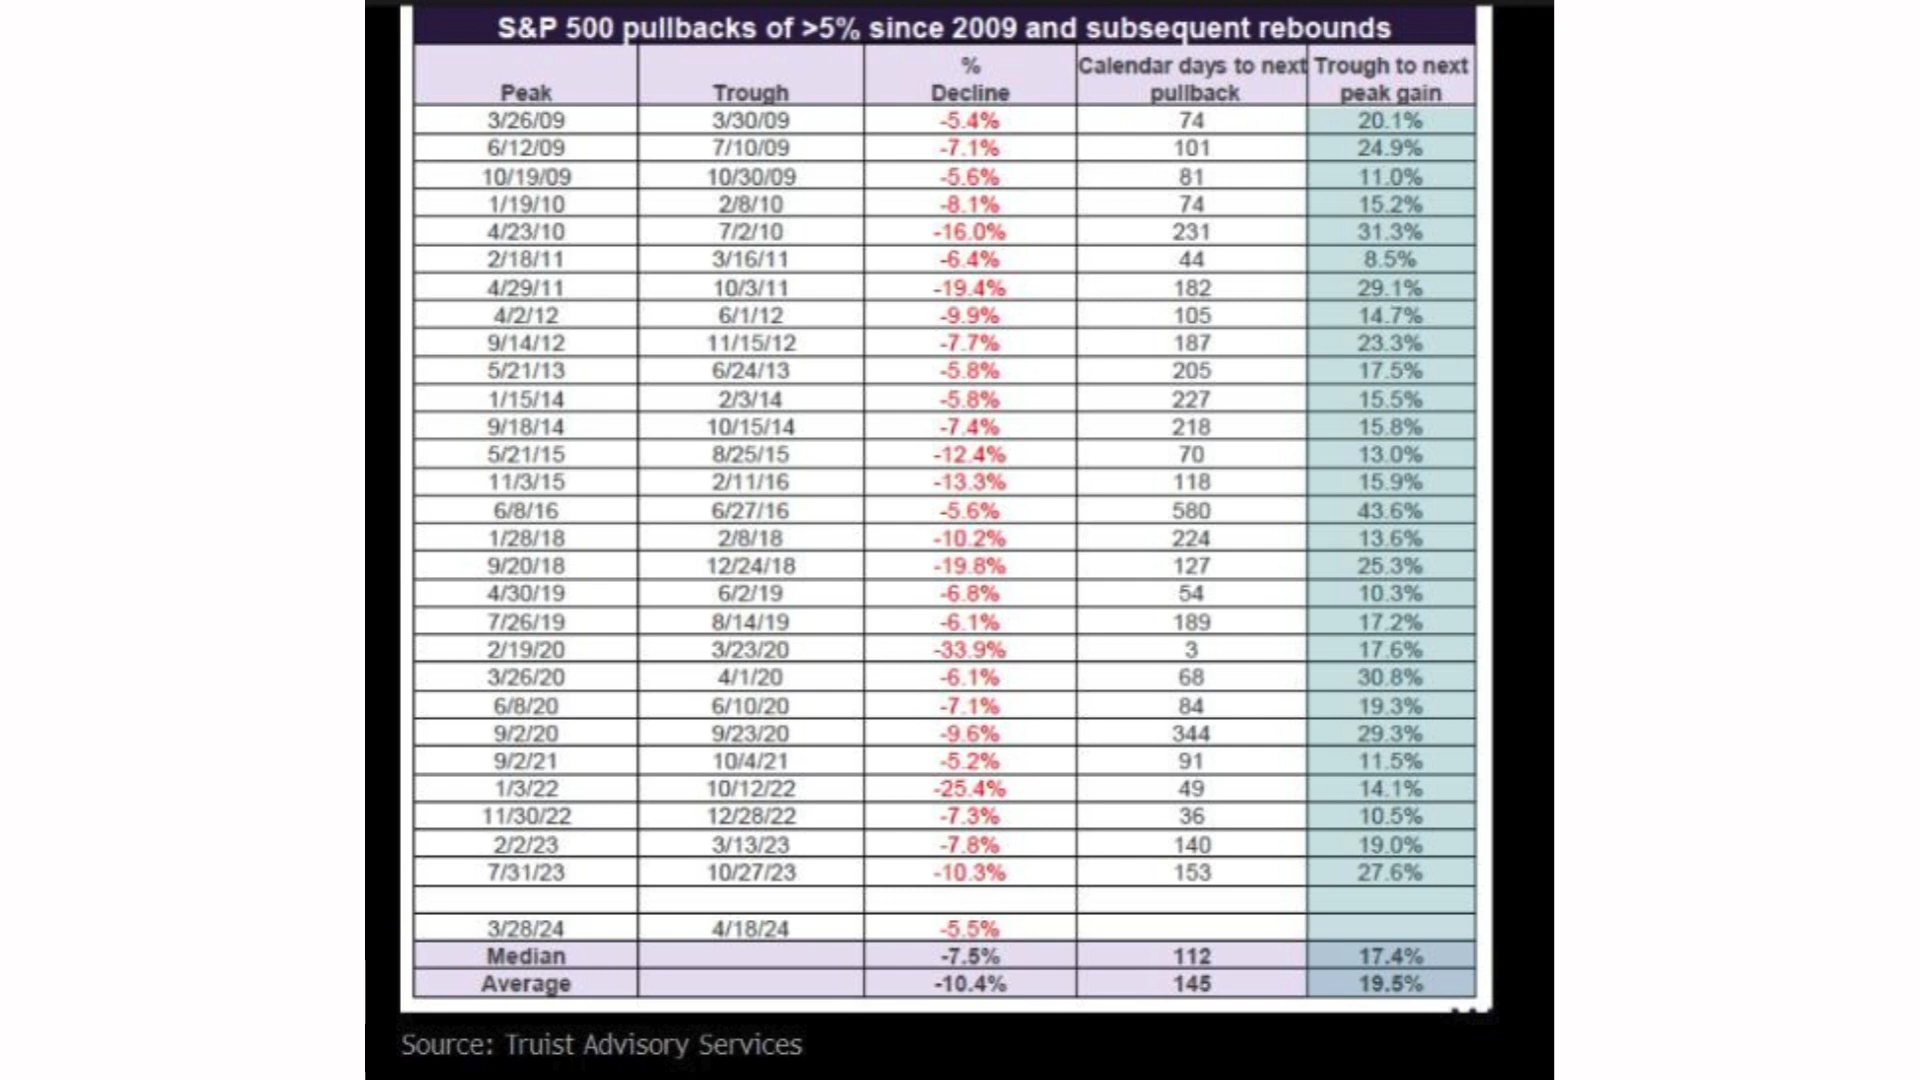 S&P 500 pullbacks of >5% since 2009 and subsequent rebounds
Peak Trough % Decline Calendar days to next pullback Trough to next peak gain
3/26/09 3/30/09 -5.4% 74 20.1%
6/12/09 7/10/09 -7.1% 101 24.9%
10/19/09 10/30/09 -5.6% 81 11.0%
1/19/10 2/8/10 -8.1% 74 15.2%
4/23/10 7/2/10 -16.0% 231 31.3%
2/18/11 3/16/11 -6.4% 44 8.5%
4/29/11 10/3/11 -19.4% 182 29.1%
4/2/12 6/1/12 -9.9% 105 14.7%
9/14/12 11/15/12 -7.7% 187 23.3%
5/21/13 6/24/13 -5.8% 205 17.5%
1/15/14 2/3/14 -5.8% 227 15.5%
9/18/14 10/15/14 -7.4% 218 15.8%
5/21/15 8/25/15 -12.4% 70 13.0%
11/3/15 2/11/16 -13.3% 118 15.9%
6/8/16 6/27/16 -5.6% 580 43.6%
1/28/18 2/8/18 -10.2% 224 13.6%
9/20/18 12/24/18 -19.8% 127 25.3%
4/30/19 6/2/19 -6.8% 54 10.3%
7/26/19 8/14/19 -6.1% 189 17.2%
2/19/20 3/23/20 -33.9% 3 17.6%
3/26/20 4/1/20 -6.1% 68 30.8%
6/8/20 6/10/20 -7.1% 84 19.3%
9/2/20 9/23/20 -9.6% 344 29.3%
9/2/21 10/4/21 -5.2% 91 11.5%
1/3/22 10/12/22 -25.4% 49 14.1%
11/30/22 12/28/22 -7.3% 36 10.5%
2/2/23 3/13/23 -7.8% 140 19.0%
7/31/23 10/27/23 -10.3% 153 27.6%
3/28/24 4/18/24 -5.5%
Median -7.5% 112 17.4%
Average -10.4% 145 19.5%
Source: Truist Advisory Services